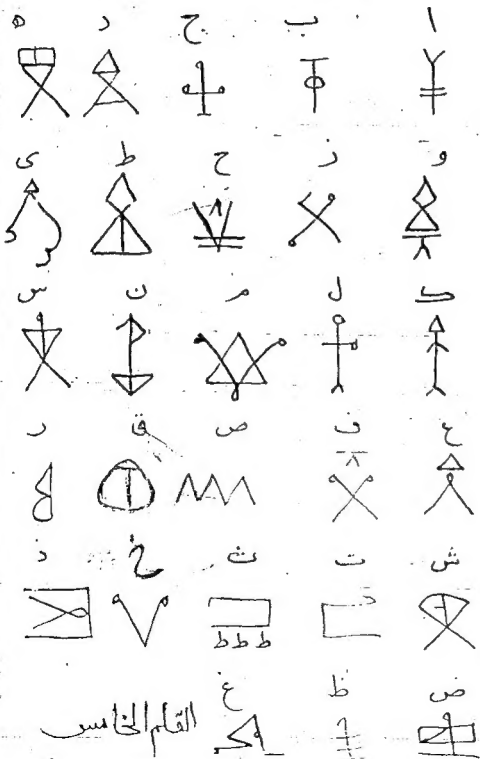 ا ب ج د ه
و ز ح ط ى
ك ل م ن س
ع ف ص ق ر
ش ت ث خ ذ
ض ظ غ
القلم الخامس